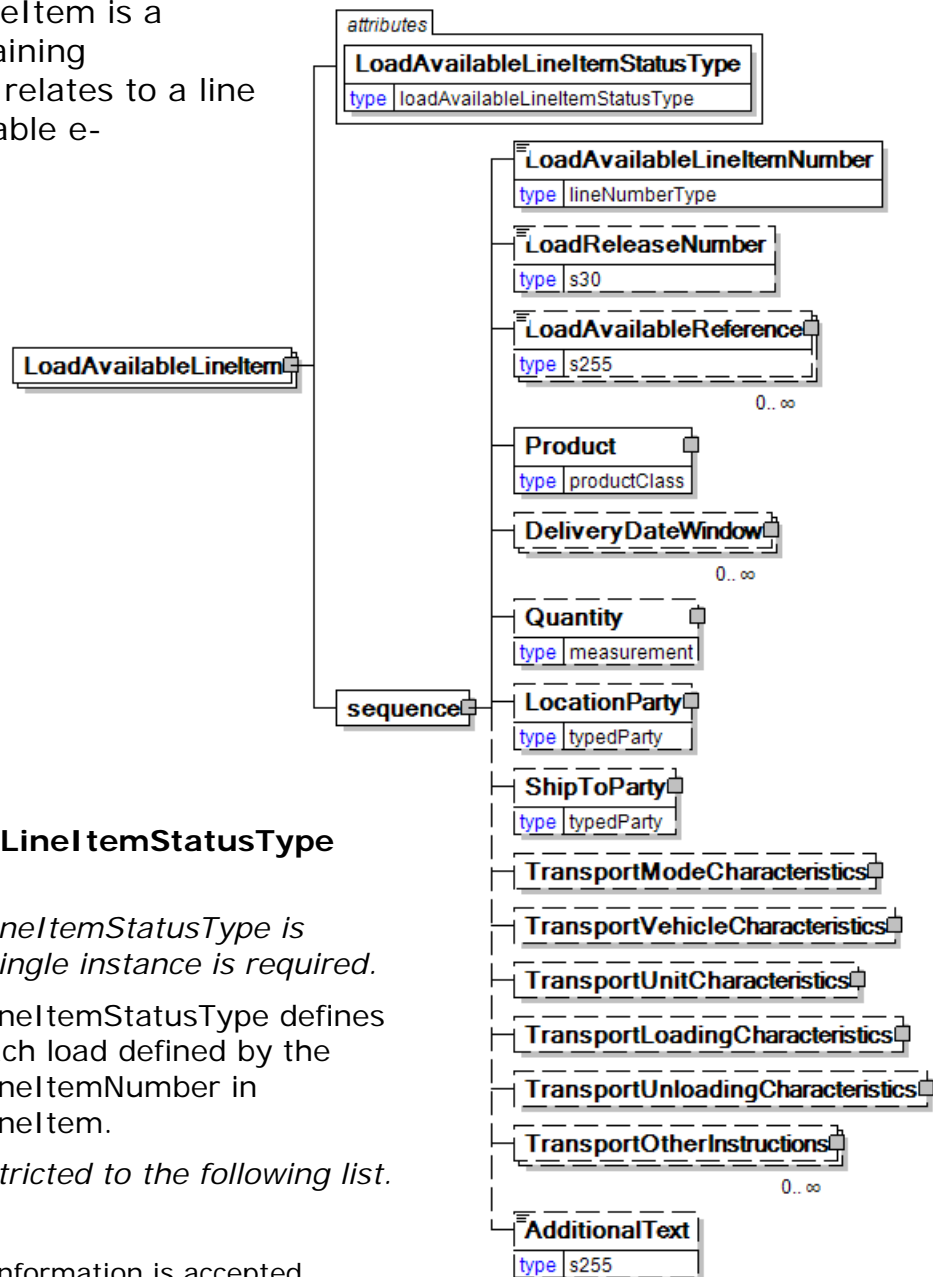 eItem is a
aining
relates to a line
able e-
attributes
LoadAvailableLineItemStatusType
type loadAvailableLineItemStatusType
LoadAvailableLineItemNumber
type lineNumberType
LoadReleaseNumber
type s30
LoadAvailableReference
type s255
0.. ∞
LoadAvailableLineItem
Product
type productClass
DeliveryDateWindow
0.. ∞
Quantity
type measurement
LocationParty
type typedParty
sequence
ShipToParty
type typedParty
TransportModeCharacteristics
TransportVehicleCharacteristics
TransportUnitCharacteristics
TransportLoadingCharacteristics
TransportUnloadingCharacteristics
TransportOtherInstructions
0.. ∞
AdditionalText
type s255
LineItemStatusType
neItemStatusType is
ingle instance is required.
neItemStatusType defines
ch load defined by the
neItemNumber in
neItem.
tricted to the following list.
nformation is accepted